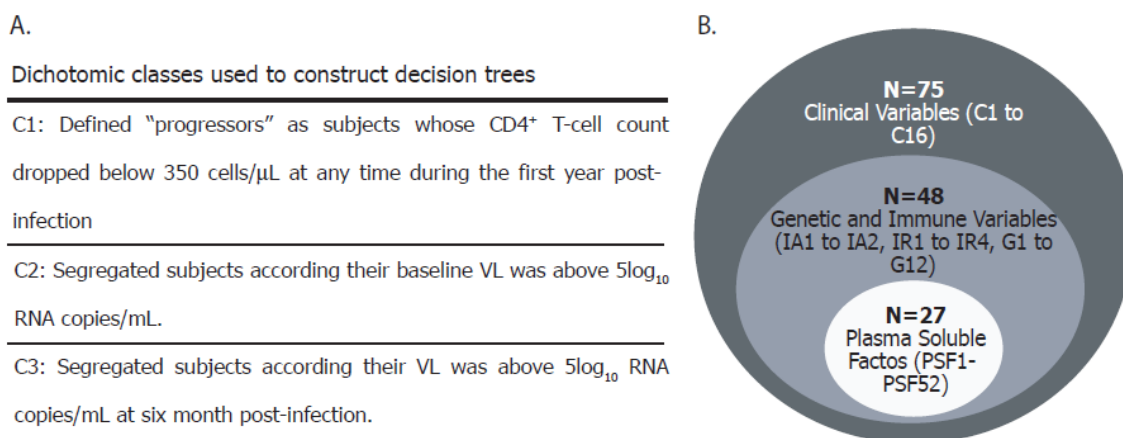 A.
Dichotomic classes used to construct decision trees
C1: Defined “progressors” as subjects whose CD4⁺ T-cell count
dropped below 350 cells/μL at any time during the first year post-
infection
C2: Segregated subjects according their baseline VL was above 5log₁₀
RNA copies/mL.
C3: Segregated subjects according their VL was above 5log₁₀ RNA
copies/mL at six month post-infection.
B.
N=75
Clinical Variables (C1 to
C16)
N=48
Genetic and Immune Variables
(IA1 to IA2, IR1 to IR4, G1 to
G12)
N=27
Plasma Soluble
Factos (PSF1-
PSF52)